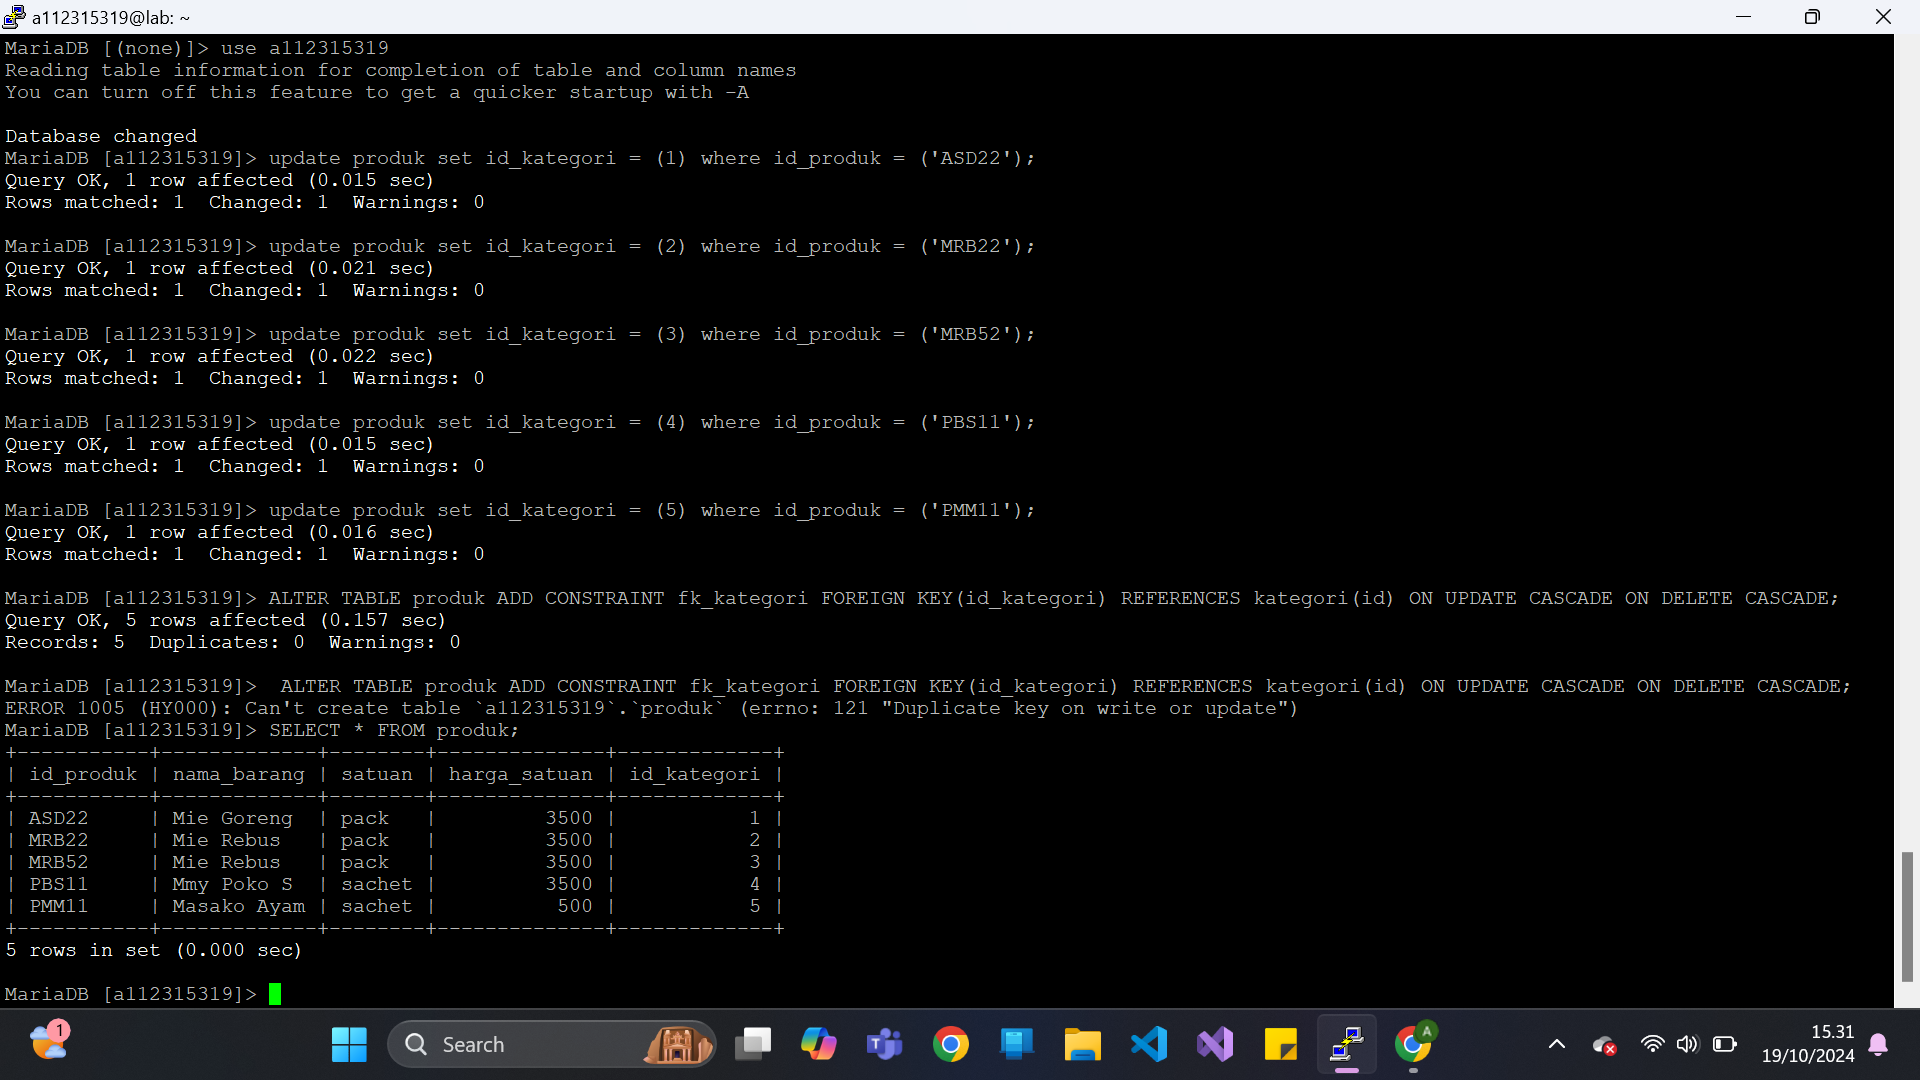 a112315319@lab: ~
MariaDB [(none)]> use a112315319
Reading table information for completion of table and column names
You can turn off this feature to get a quicker startup with -A
Database changed
MariaDB [a112315319]> update produk set id_kategori = (1) where id_produk = ('ASD22');
Query OK, 1 row affected (0.015 sec)
Rows matched: 1  Changed: 1  Warnings: 0
MariaDB [a112315319]> update produk set id_kategori = (2) where id_produk = ('MRB22');
Query OK, 1 row affected (0.021 sec)
Rows matched: 1  Changed: 1  Warnings: 0
MariaDB [a112315319]> update produk set id_kategori = (3) where id_produk = ('MRB52');
Query OK, 1 row affected (0.022 sec)
Rows matched: 1  Changed: 1  Warnings: 0
MariaDB [a112315319]> update produk set id_kategori = (4) where id_produk = ('PBS11');
Query OK, 1 row affected (0.015 sec)
Rows matched: 1  Changed: 1  Warnings: 0
MariaDB [a112315319]> update produk set id_kategori = (5) where id_produk = ('PMM11');
Query OK, 1 row affected (0.016 sec)
Rows matched: 1  Changed: 1  Warnings: 0
MariaDB [a112315319]> ALTER TABLE produk ADD CONSTRAINT fk_kategori FOREIGN KEY(id_kategori) REFERENCES kategori(id) ON UPDATE CASCADE ON DELETE CASCADE;
Query OK, 5 rows affected (0.157 sec)
Records: 5  Duplicates: 0  Warnings: 0
MariaDB [a112315319]>  ALTER TABLE produk ADD CONSTRAINT fk_kategori FOREIGN KEY(id_kategori) REFERENCES kategori(id) ON UPDATE CASCADE ON DELETE CASCADE;
ERROR 1005 (HY000): Can't create table `a112315319`.`produk` (errno: 121 "Duplicate key on write or update")
MariaDB [a112315319]> SELECT * FROM produk;
+-----------+-------------+--------+--------------+-------------+
| id_produk | nama_barang | satuan | harga_satuan | id_kategori |
+-----------+-------------+--------+--------------+-------------+
| ASD22     | Mie Goreng  | pack   |         3500 |           1 |
| MRB22     | Mie Rebus   | pack   |         3500 |           2 |
| MRB52     | Mie Rebus   | pack   |         3500 |           3 |
| PBS11     | Mmy Poko S  | sachet |         3500 |           4 |
| PMM11     | Masako Ayam | sachet |          500 |           5 |
+-----------+-------------+--------+--------------+-------------+
5 rows in set (0.000 sec)
MariaDB [a112315319]>
1
Search
T
A
15.31
19/10/2024